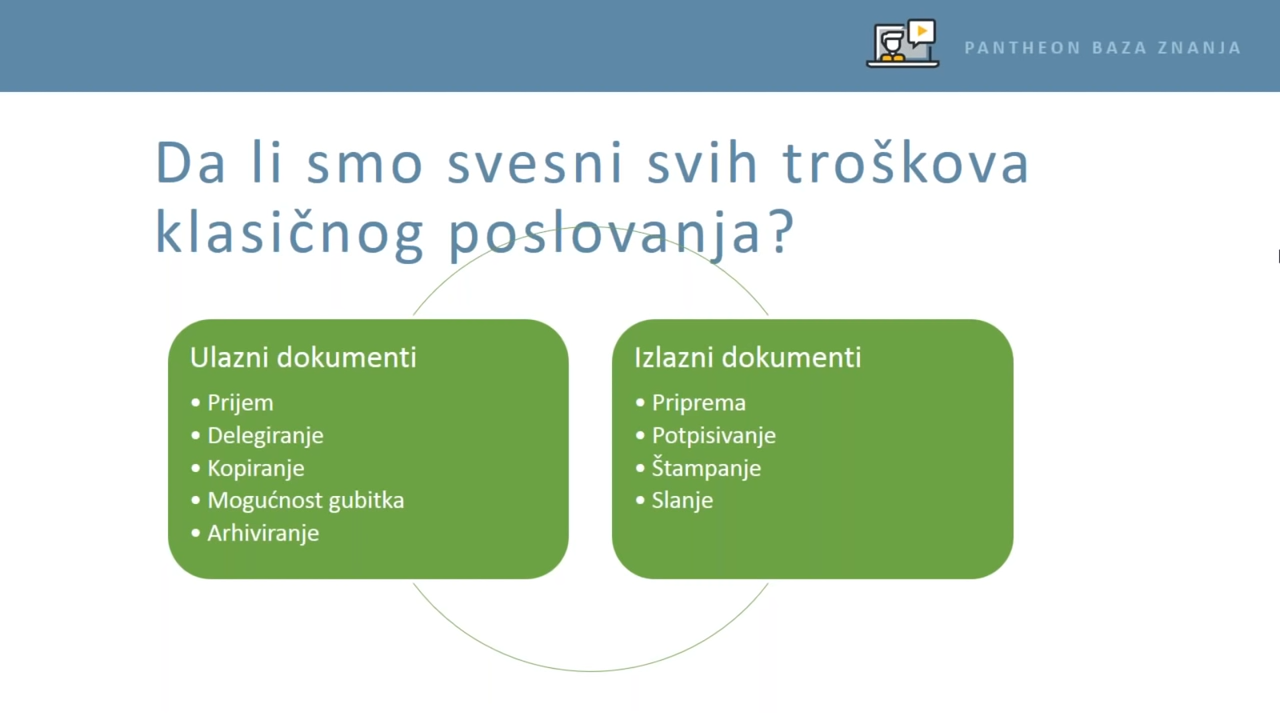 PANTHEON BAZA ZNANJA
Da li smo svesni svih troškova
klasičnog poslovanja?
Ulazni dokumenti
• Prijem
• Delegiranje
• Kopiranje
• Mogućnost gubitka
• Arhiviranje
Izlazni dokumenti
• Priprema
• Potpisivanje
• Štampanje
• Slanje